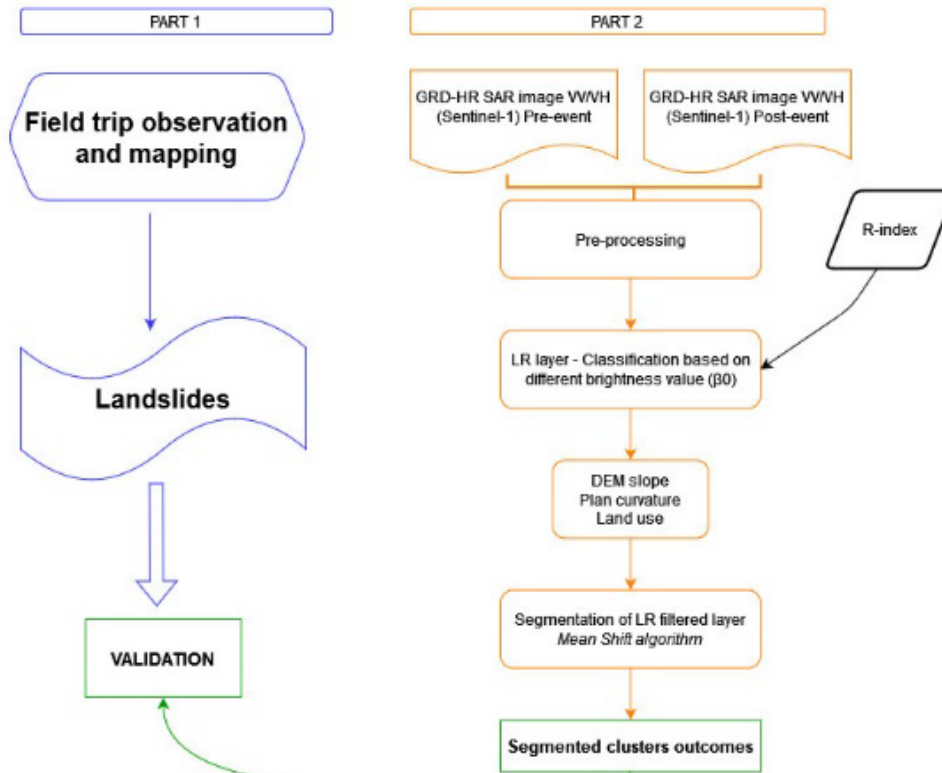 PART 1
PART 2
Field trip observation
and mapping
GRD-HR SAR image VV/VH
(Sentinel-1) Pre-event
GRD-HR SAR image VV/VH
(Sentinel-1) Post-event
Pre-processing
R-index
LR layer - Classification based on
different brightness value (β0)
Landslides
DEM slope
Plan curvature
Land use
Segmentation of LR filtered layer
Mean Shift algorithm
VALIDATION
Segmented clusters outcomes